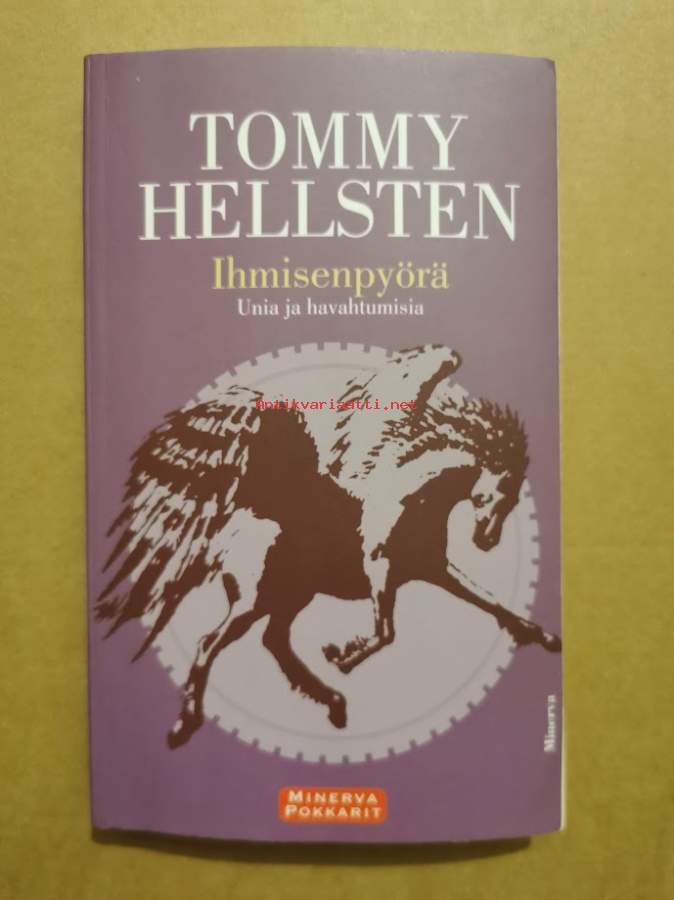 TOMMY
HELLSTEN
Ihmisenpyörä
Unia ja havahtumisia
Antikvariaatti.net
Minerva
MINERVA
POKKARIT